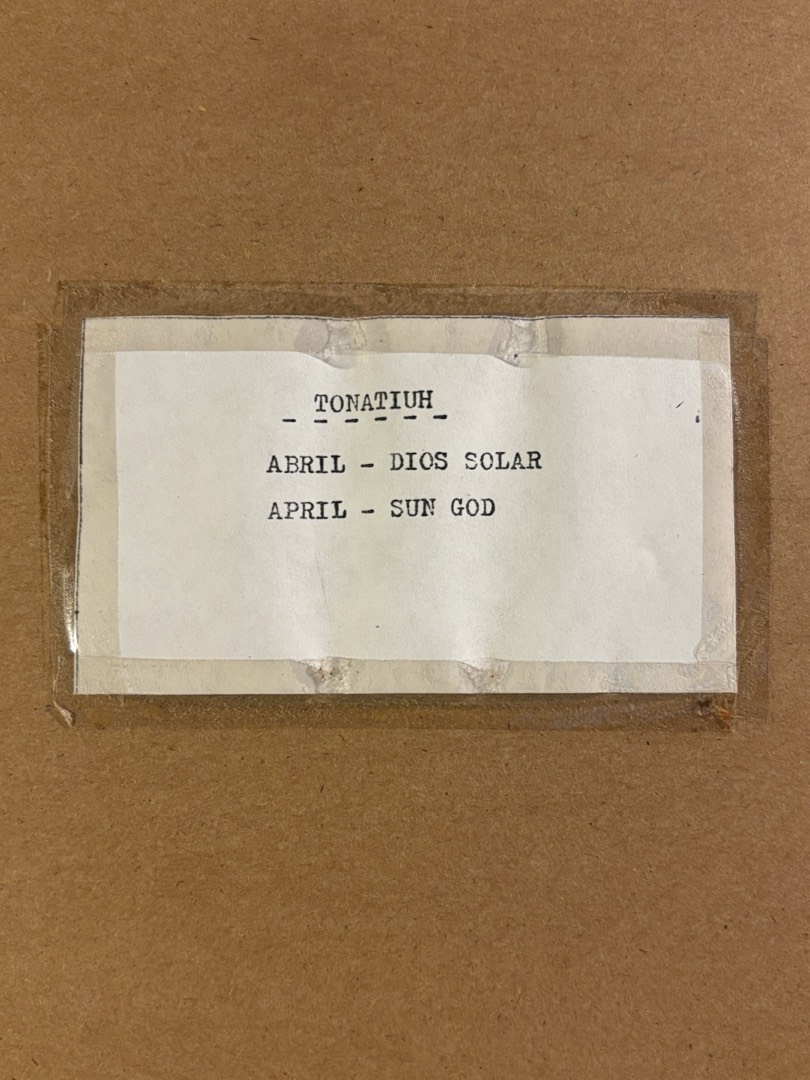 TONATIUH
ABRIL - DIOS SOLAR
APRIL - SUN GOD